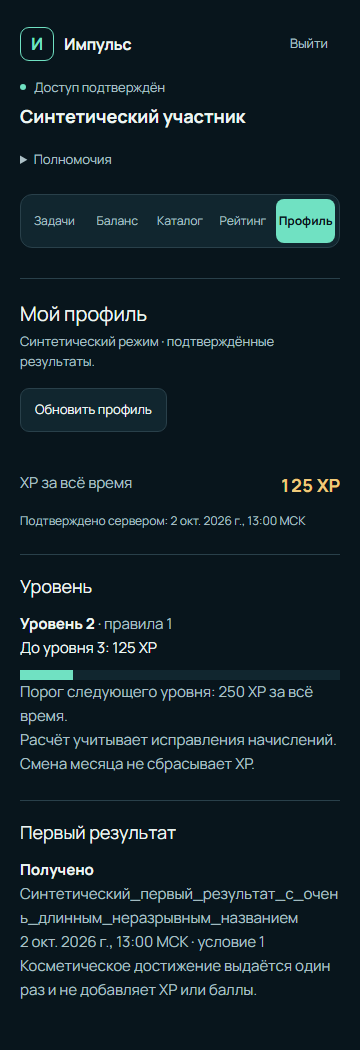 И Импульс Выйти
Доступ подтверждён
Синтетический участник
Полномочия
Задачи Баланс Каталог Рейтинг Профиль
Мой профиль
Синтетический режим · подтверждённые
результаты.
Обновить профиль
XP за всё время 125 XP
Подтверждено сервером: 2 окт. 2026 г., 13:00 МСК
Уровень
Уровень 2 · правила 1
До уровня 3: 125 XP
Порог следующего уровня: 250 XP за всё
время.
Расчёт учитывает исправления начислений.
Смена месяца не сбрасывает XP.
Первый результат
Получено
Синтетический_первый_результат_с_очен
ь_длинным_неразрывным_названием
2 окт. 2026 г., 13:00 МСК · условие 1
Косметическое достижение выдаётся один
раз и не добавляет XP или баллы.